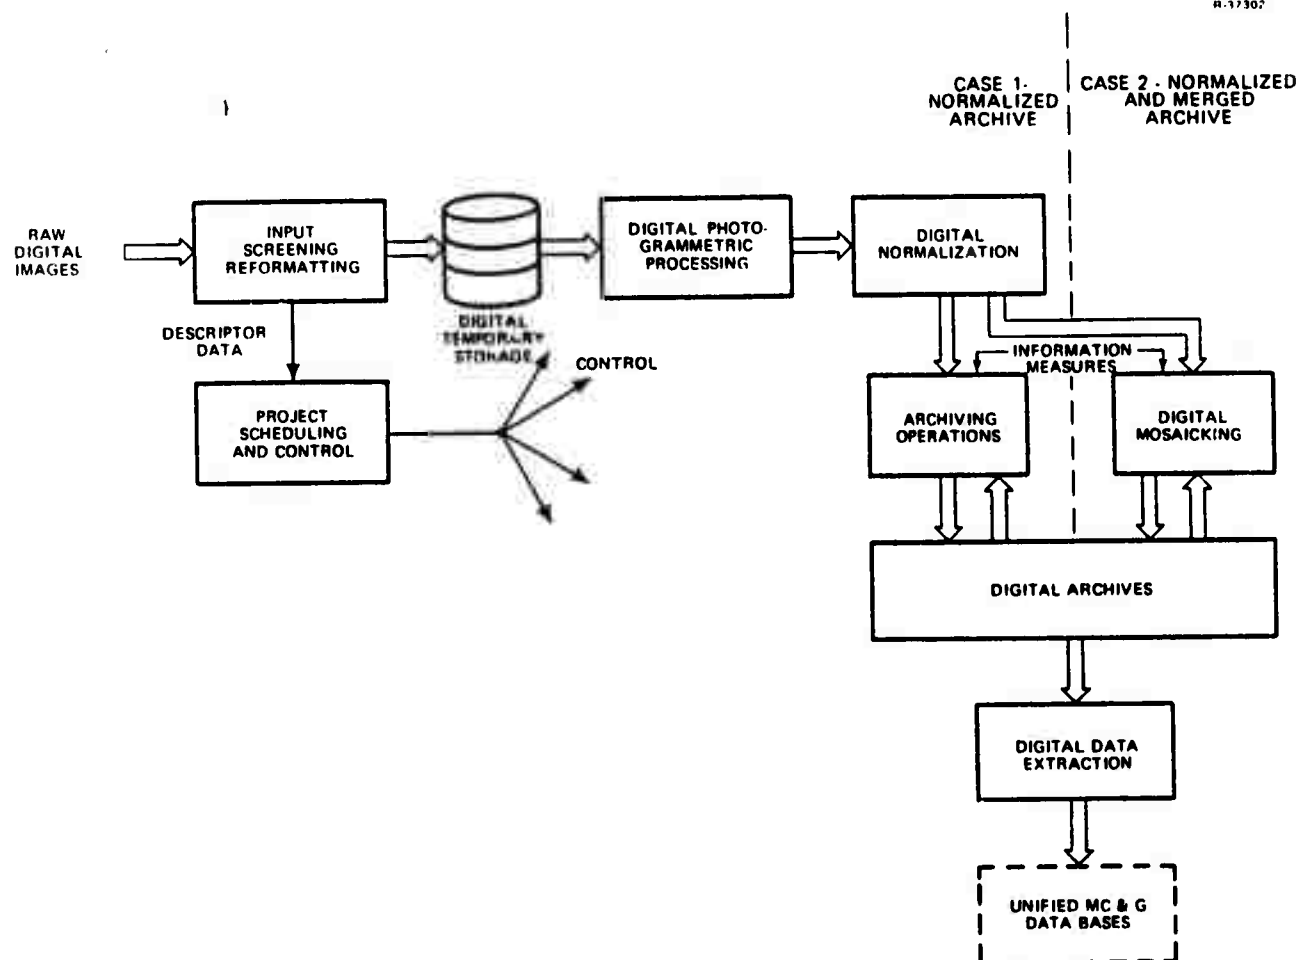 R-37302
CASE 1-
NORMALIZED
ARCHIVE
CASE 2 - NORMALIZED
AND MERGED
ARCHIVE
RAW
DIGITAL
IMAGES
INPUT
SCREENING
REFORMATTING
DIGITAL
TEMPORARY
STORAGE
DIGITAL PHOTO-
GRAMMETRIC
PROCESSING
DIGITAL
NORMALIZATION
DESCRIPTOR
DATA
CONTROL
INFORMATION
MEASURES
PROJECT
SCHEDULING
AND CONTROL
ARCHIVING
OPERATIONS
DIGITAL
MOSAICKING
DIGITAL ARCHIVES
DIGITAL DATA
EXTRACTION
UNIFIED MC & G
DATA BASES